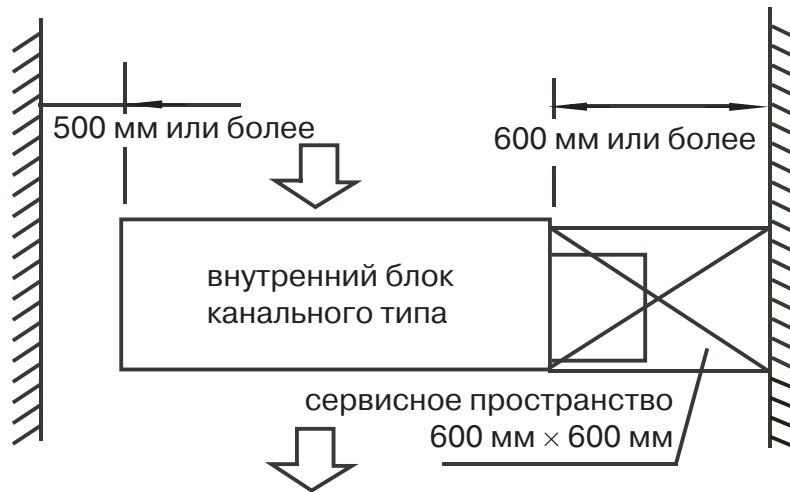 500 мм или более
600 мм или более
внутренний блок
канального типа
сервисное пространство
600 мм × 600 мм